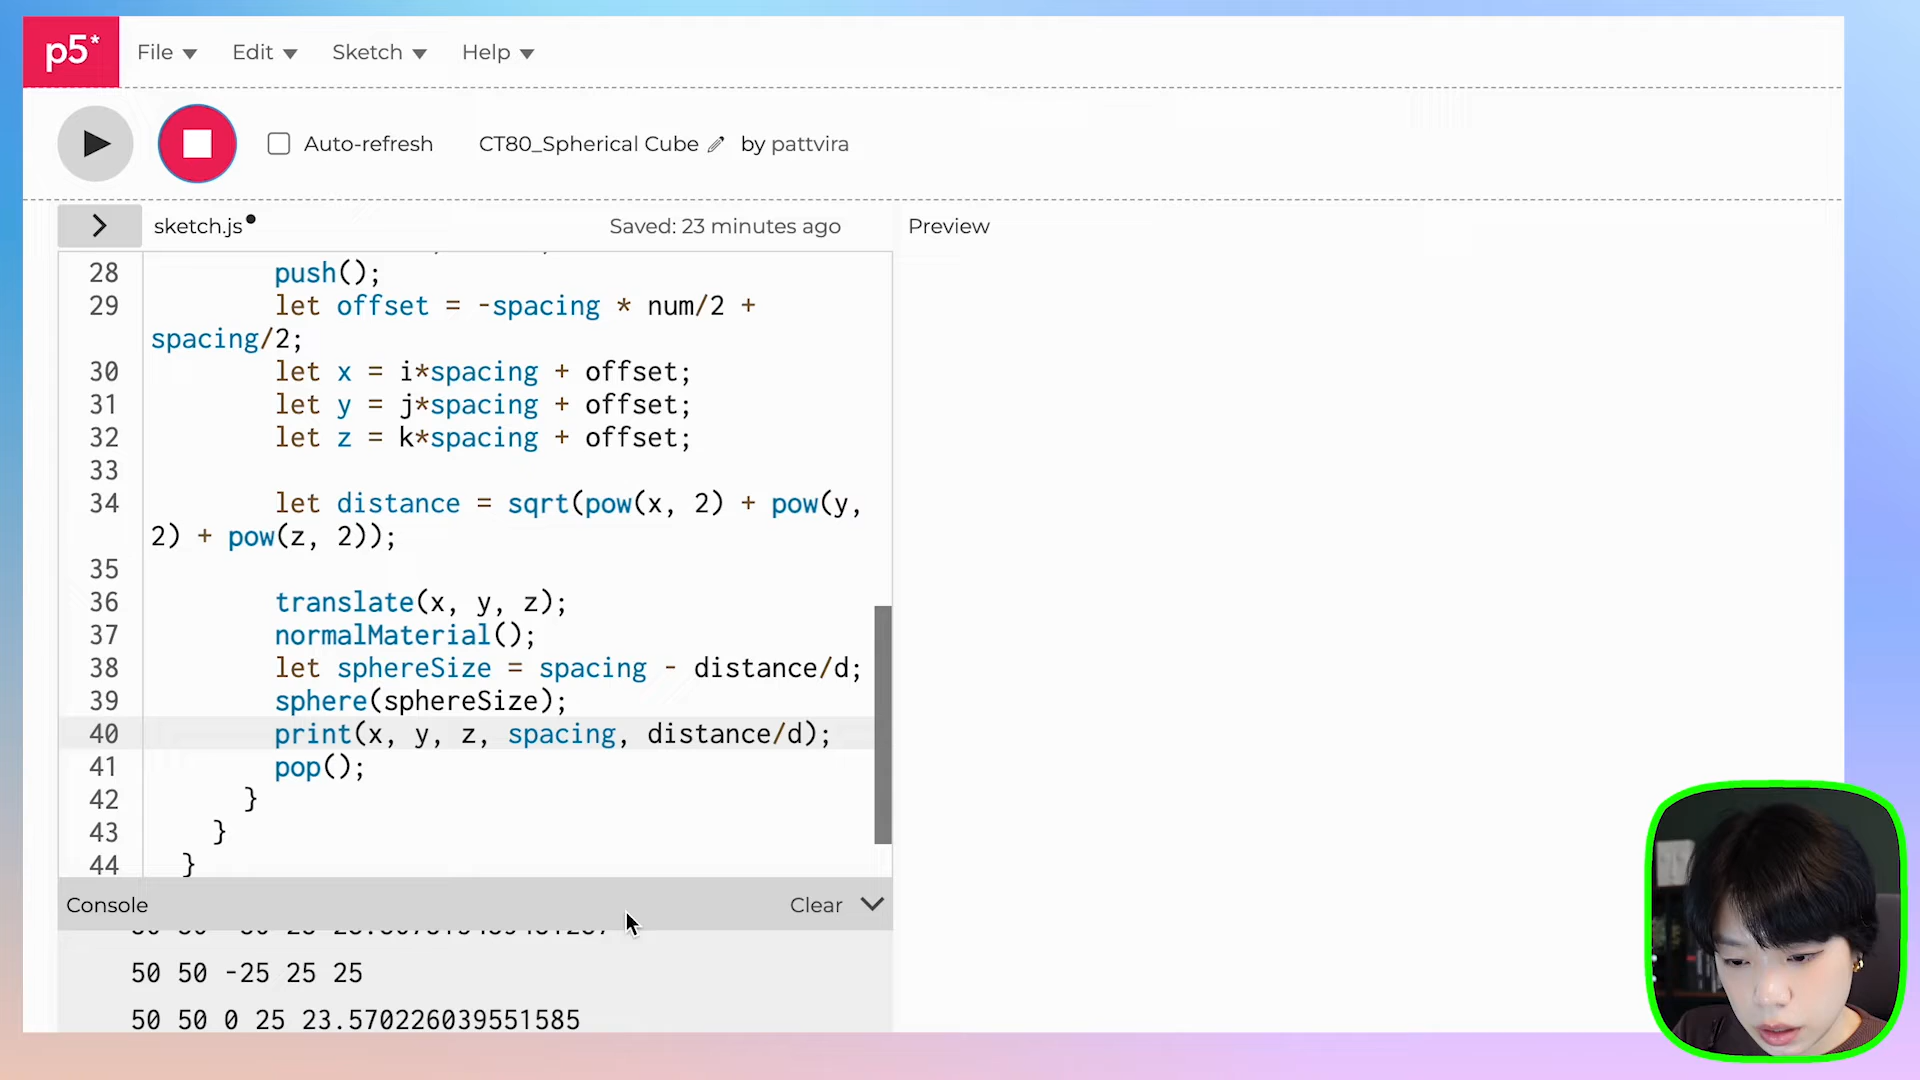 p5*
File
Edit
Sketch
Help
Auto-refresh
CT80_Spherical Cube
by pattvira
sketch.js
Saved: 23 minutes ago
Preview
28 push();
29 let offset = -spacing * num/2 +
spacing/2;
30 let x = i*spacing + offset;
31 let y = j*spacing + offset;
32 let z = k*spacing + offset;
33
34 let distance = sqrt(pow(x, 2) + pow(y,
2) + pow(z, 2));
35
36 translate(x, y, z);
37 normalMaterial();
38 let sphereSize = spacing - distance/d;
39 sphere(sphereSize);
40 print(x, y, z, spacing, distance/d);
41 pop();
42 }
43 }
44 }
Console
Clear
50 50 -25 25 25
50 50 0 25 23.570226039551585